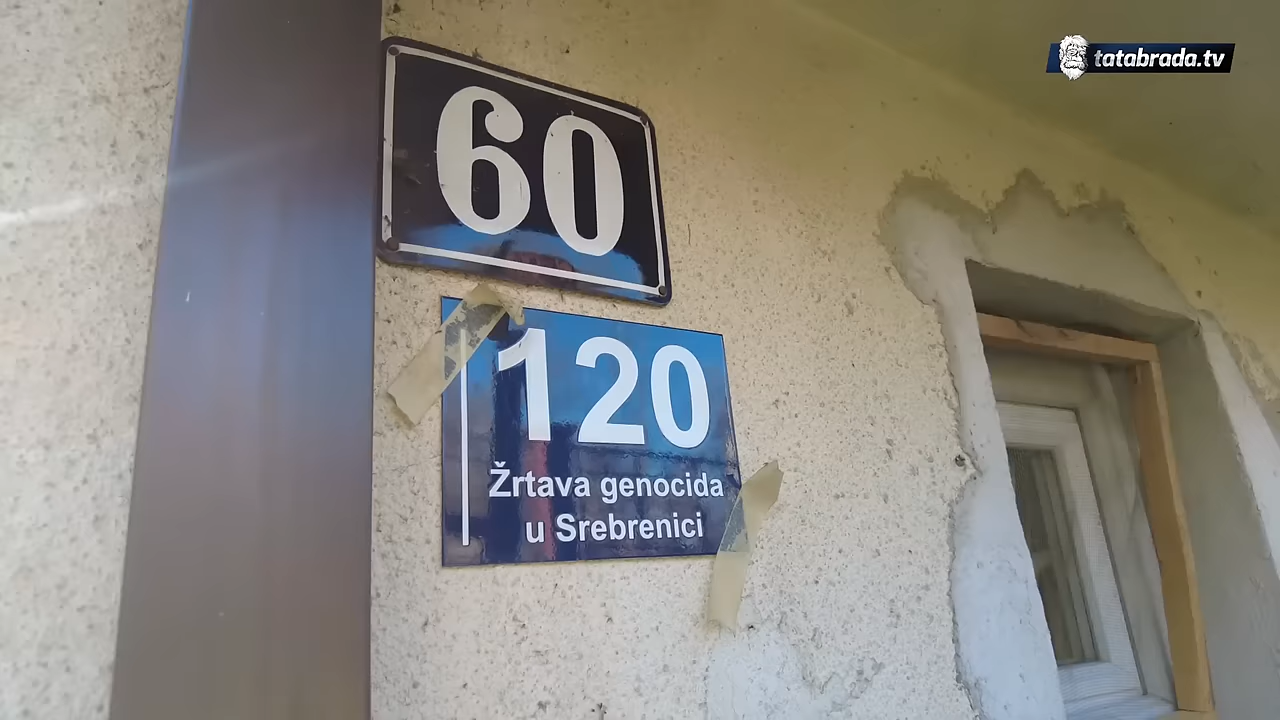 tatabrada.tv
60
120
Žrtava genocida
u Srebrenici